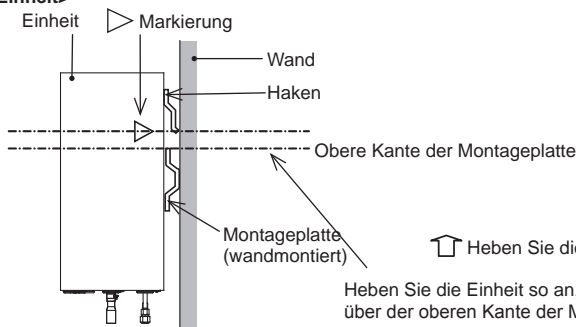 Einheit>
Einheit
Markierung
Wand
Haken
Obere Kante der Montageplatte
Montageplatte
(wandmontiert)
Heben Sie die
Heben Sie die Einheit so an,
über der oberen Kante der M